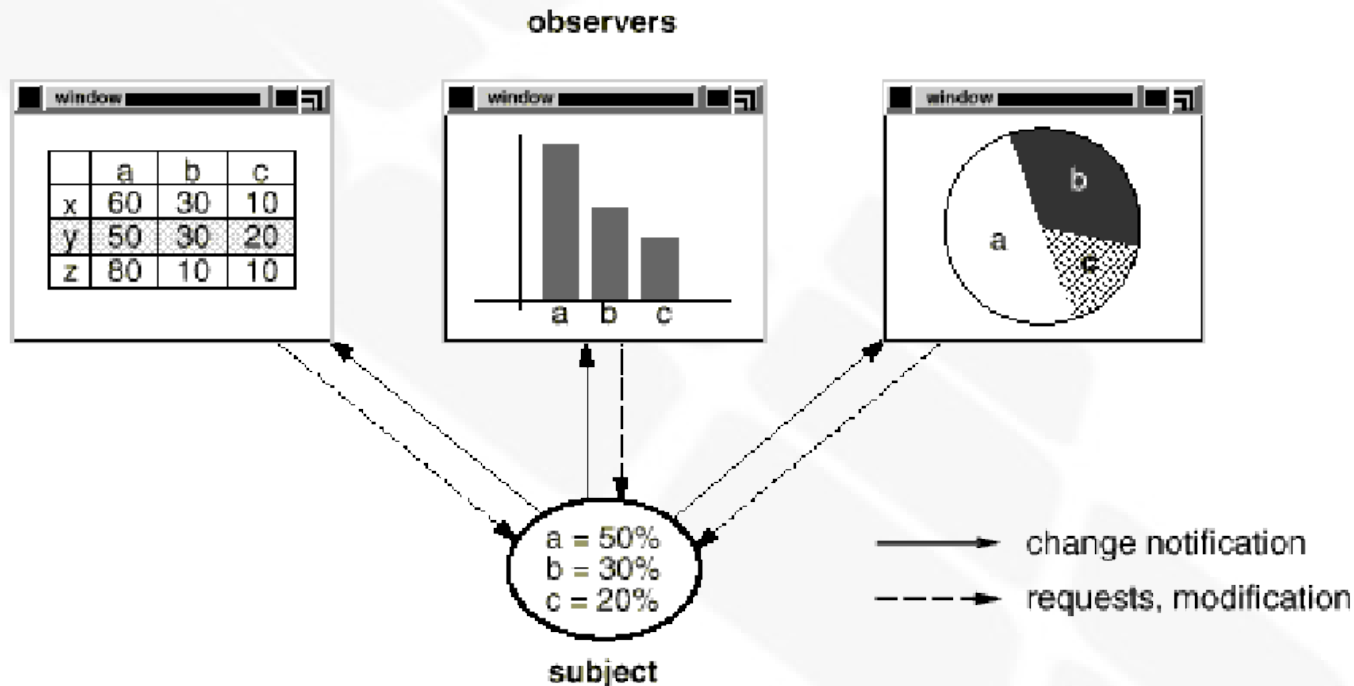 observers
window
window
window
a b c
x 60 30 10
y 50 30 20
z 80 10 10
a b c
b
a
c
a = 50%
b = 30%
c = 20%
change notification
requests, modification
subject